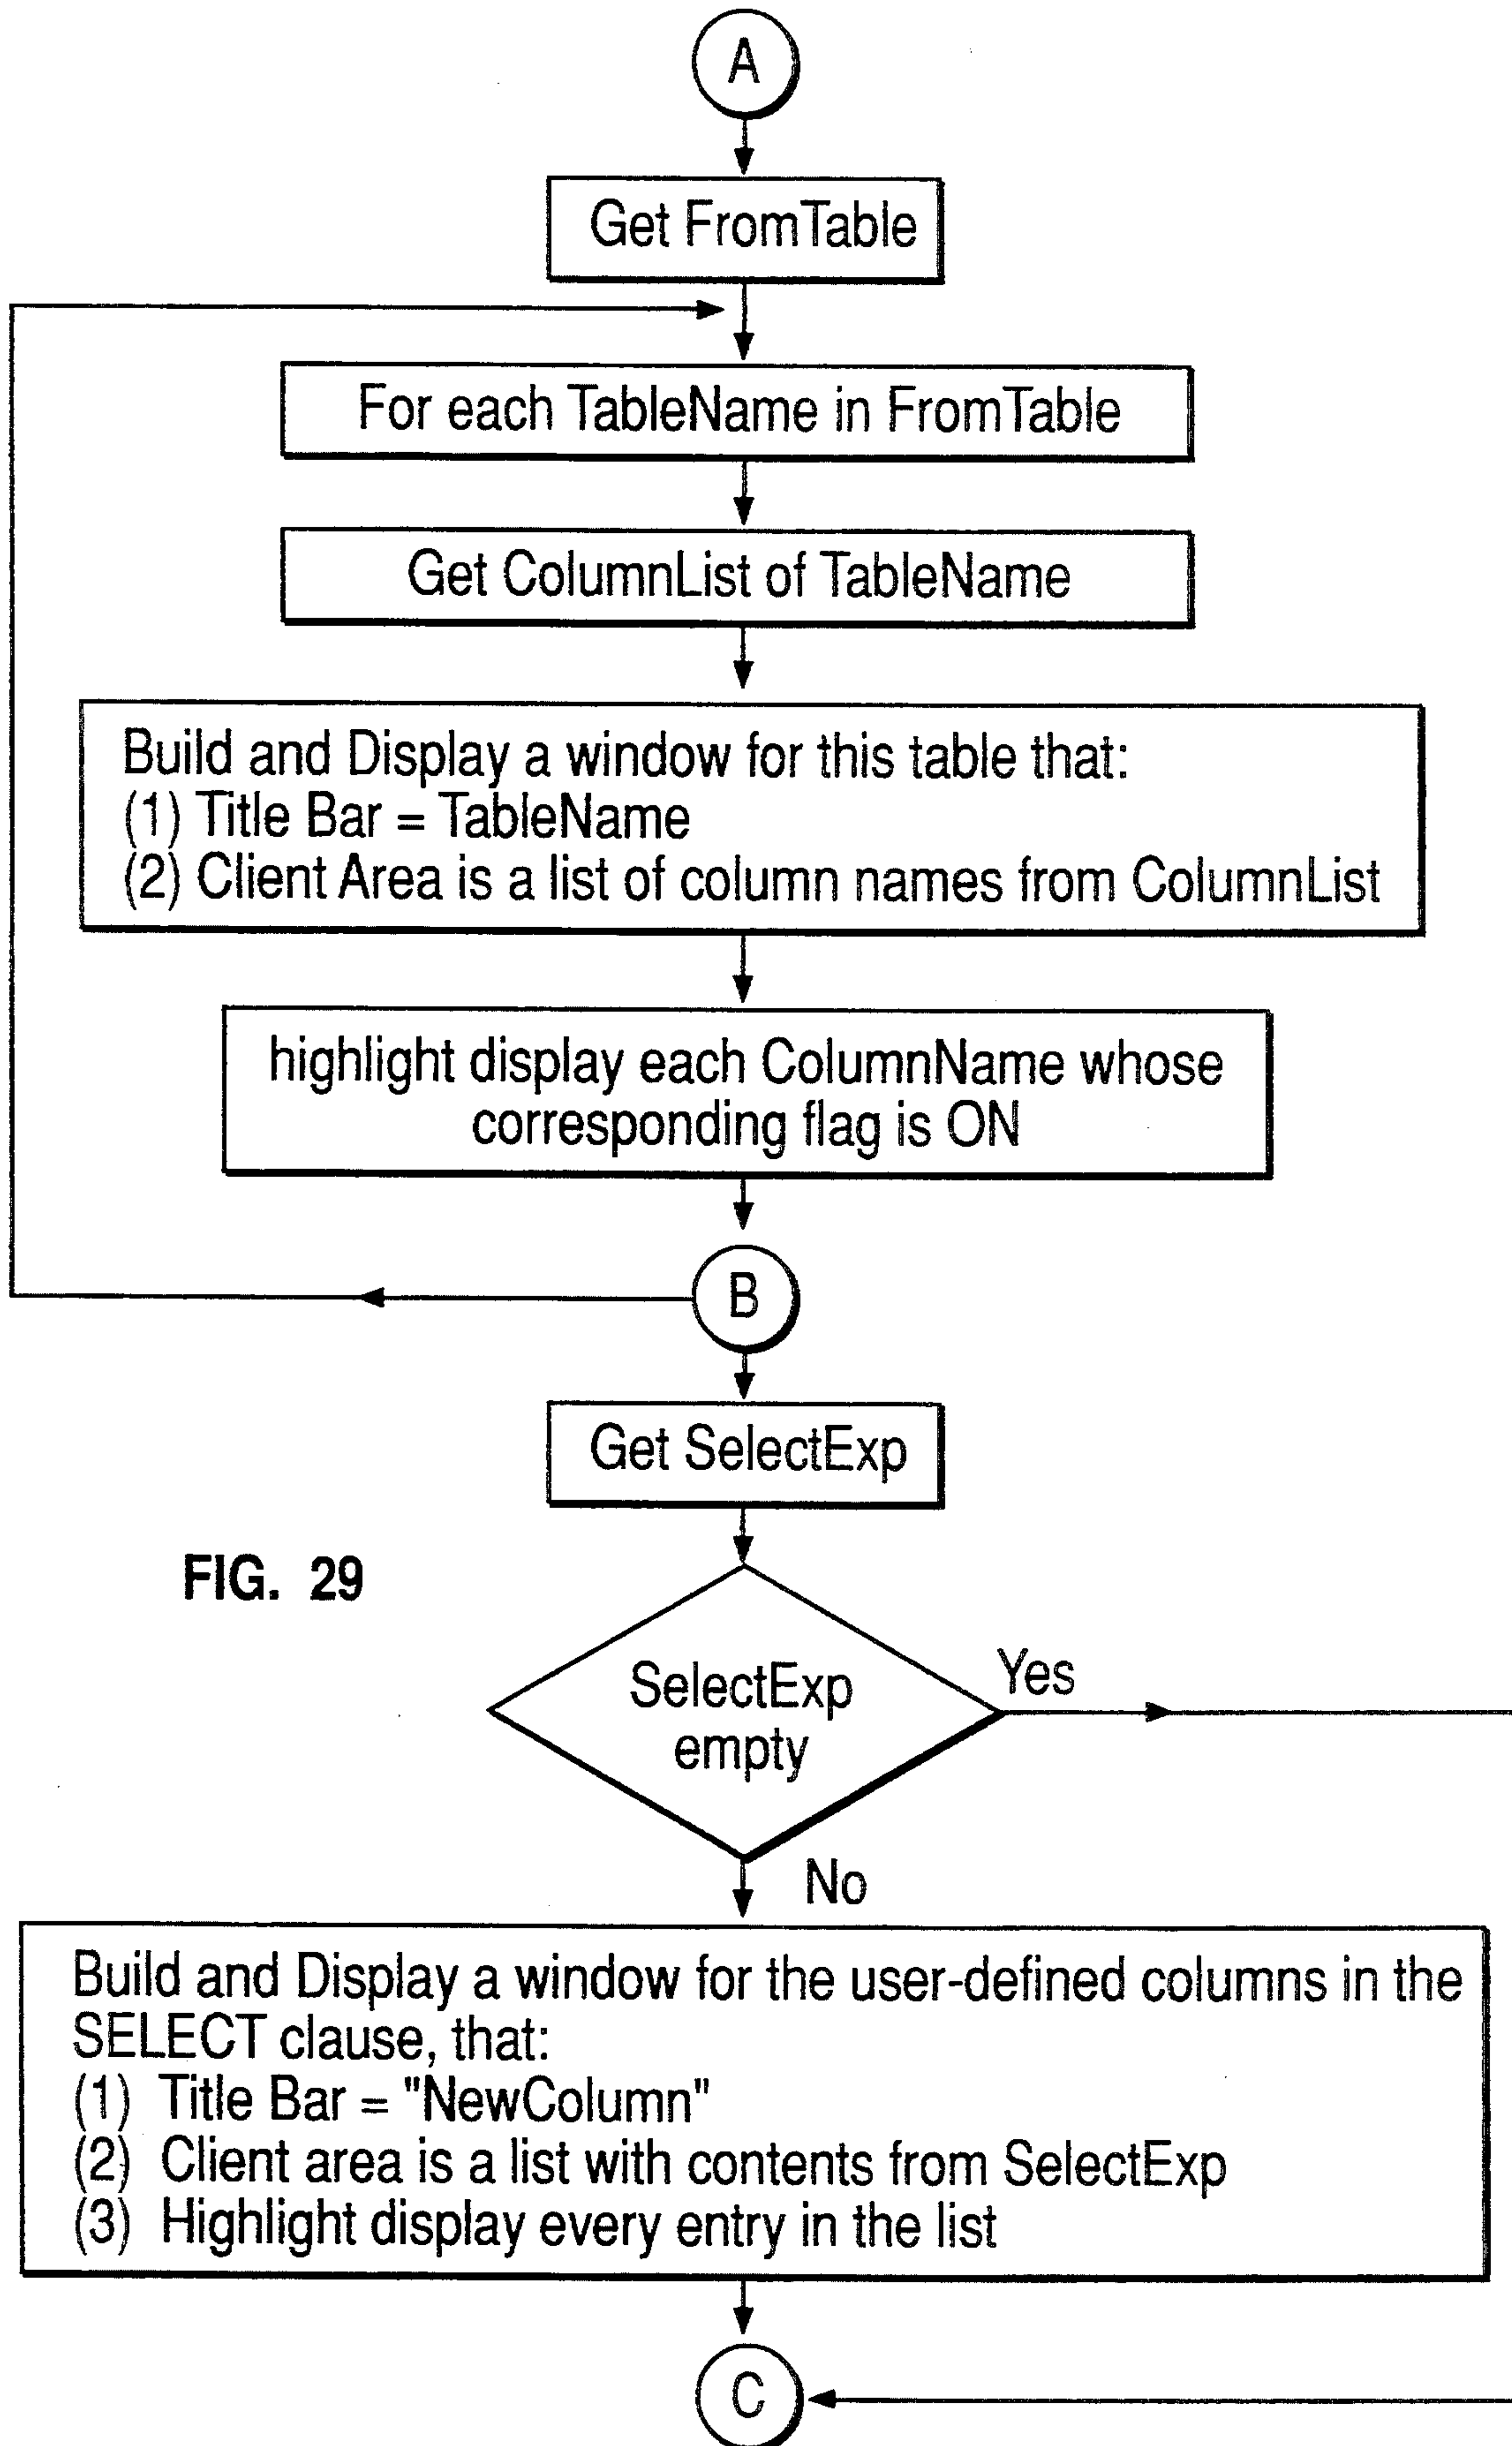 A
Get FromTable
For each TableName in FromTable
Get ColumnList of TableName
Build and Display a window for this table that:
(1) Title Bar = TableName
(2) Client Area is a list of column names from ColumnList
highlight display each ColumnName whose
corresponding flag is ON
B
Get SelectExp
FIG. 29
SelectExp
empty
Yes
No
Build and Display a window for the user-defined columns in the
SELECT clause, that:
(1) Title Bar = "NewColumn"
(2) Client area is a list with contents from SelectExp
(3) Highlight display every entry in the list
C